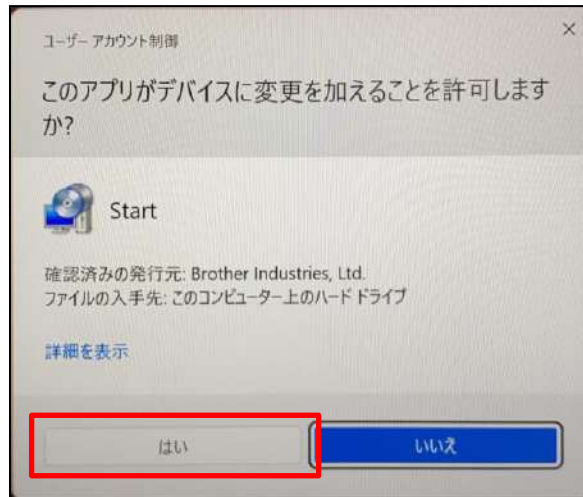 ユーザー アカウント制御
このアプリがデバイスに変更を加えることを許可します
か?
Start
確認済みの発行元: Brother Industries, Ltd.
ファイルの入手先: このコンピューター上のハード ドライブ
詳細を表示
はい
いいえ